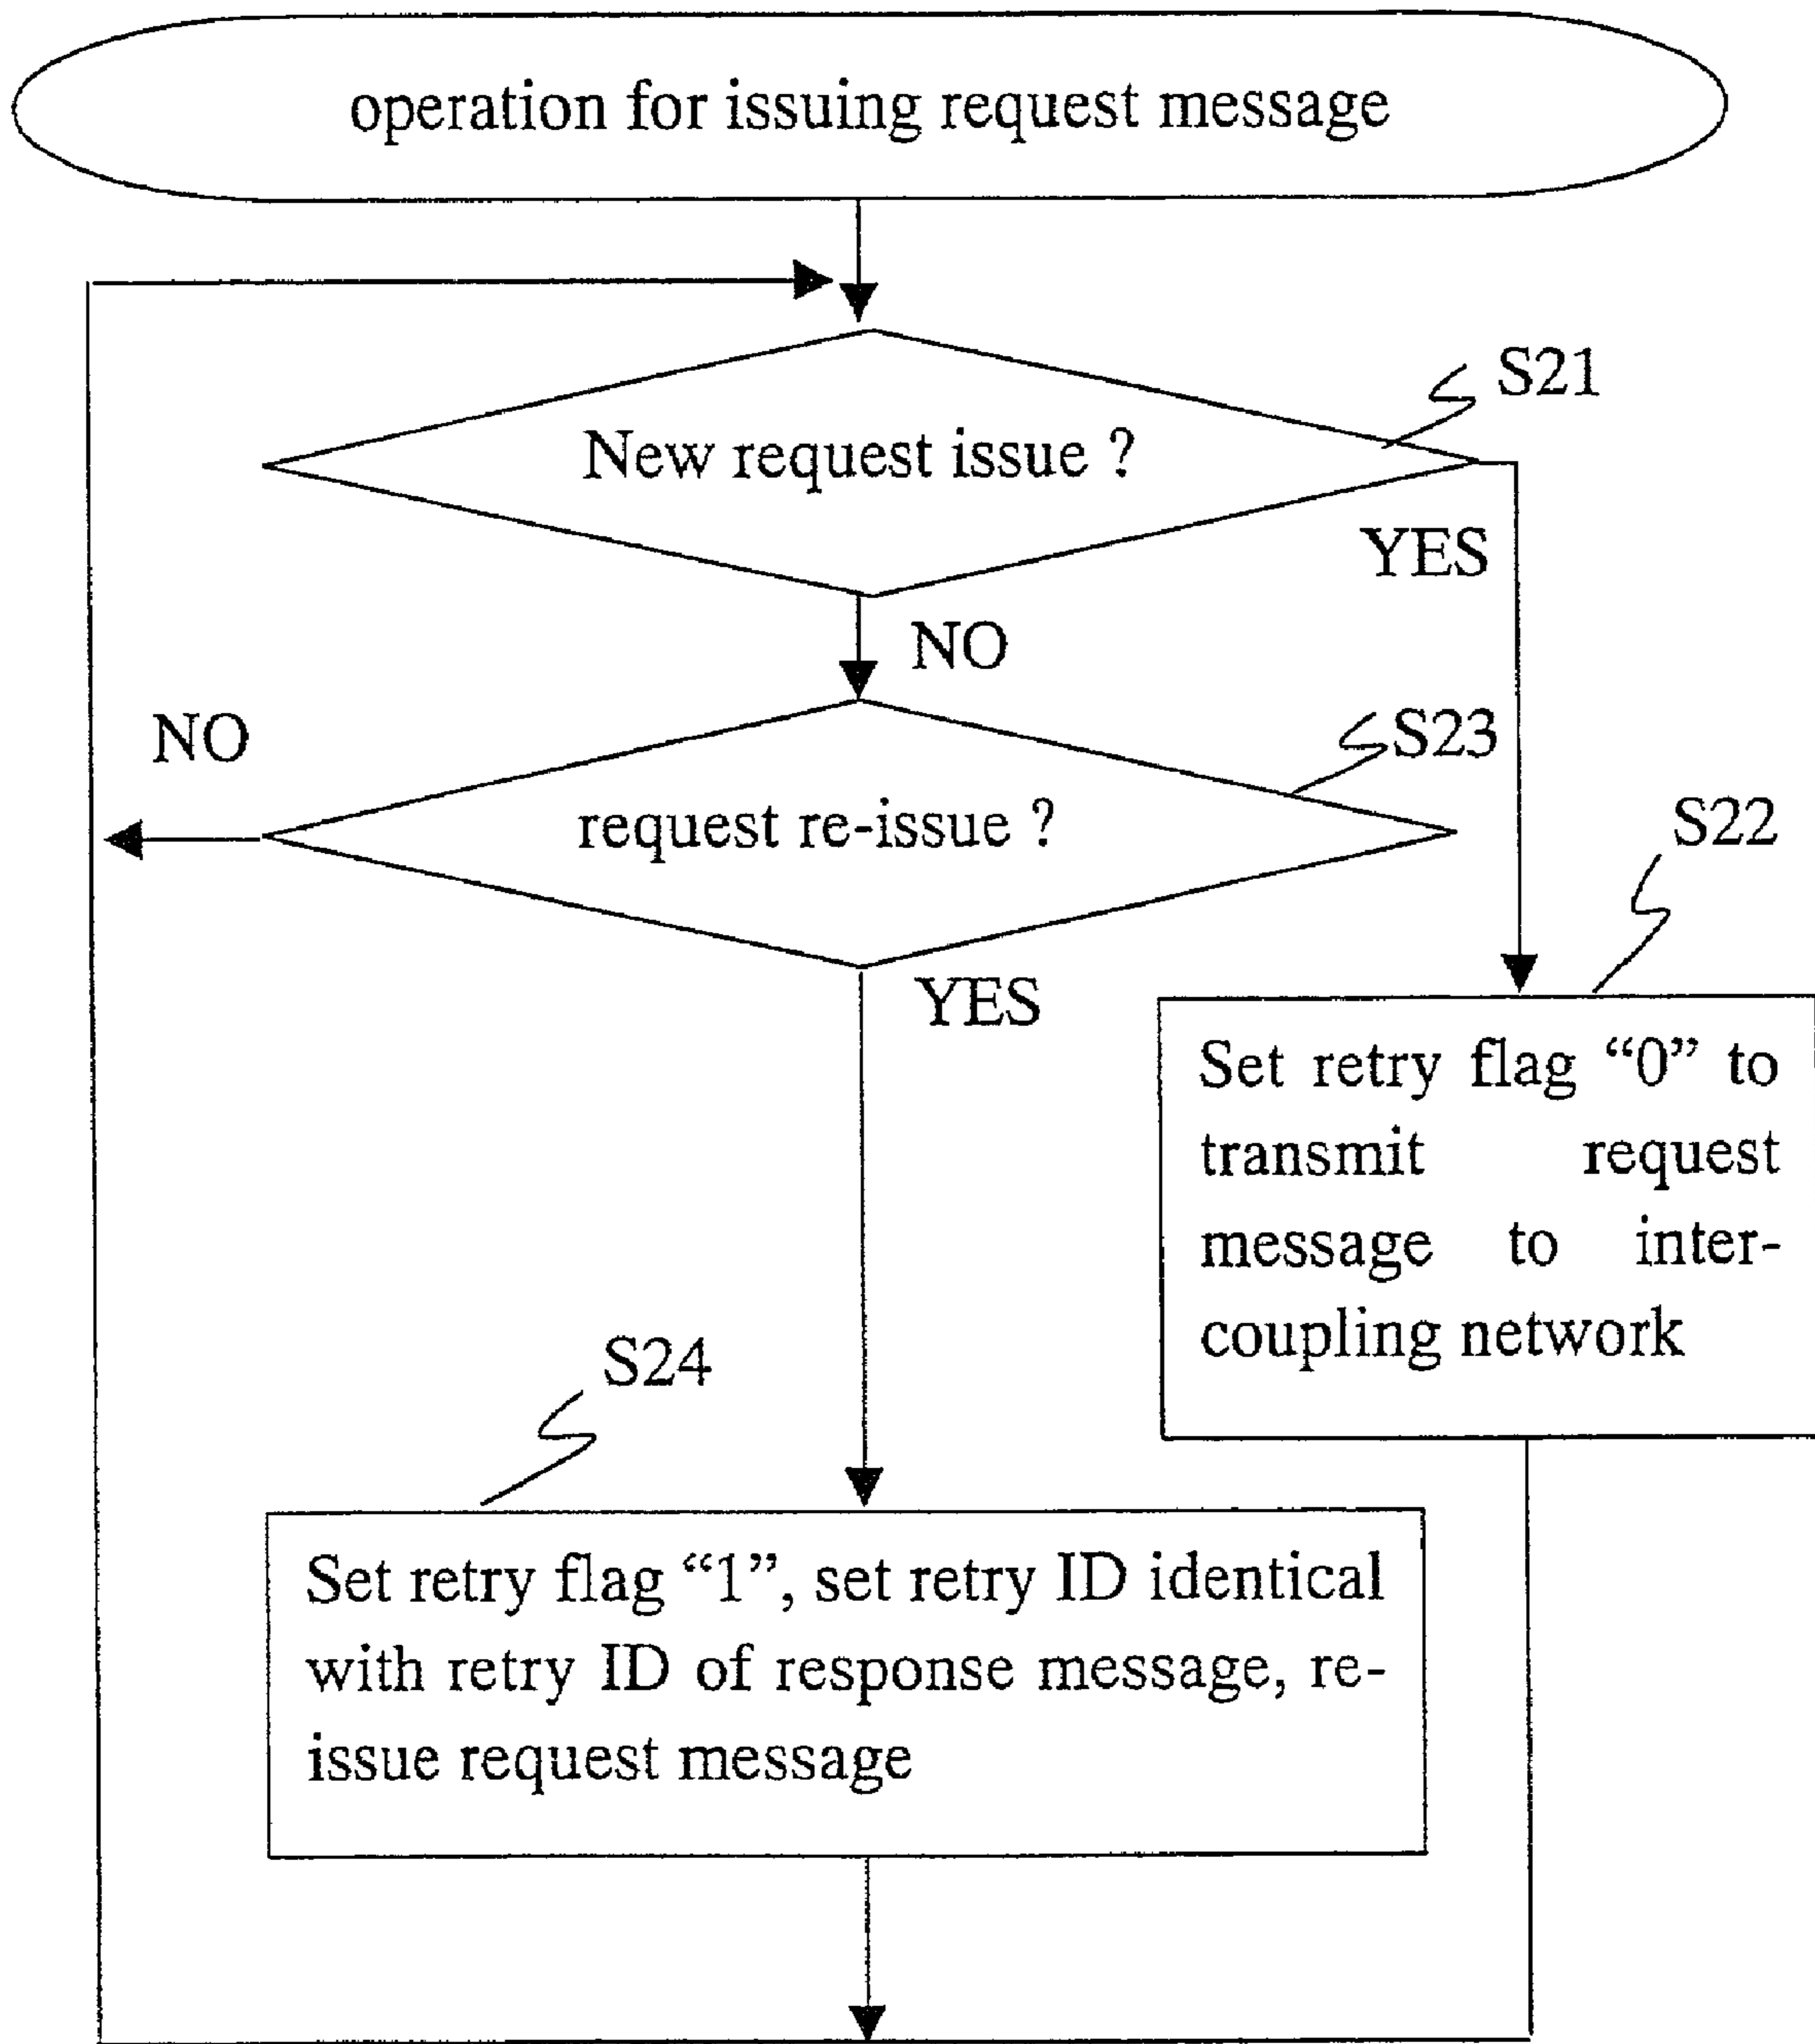 operation for issuing request message
S21
New request issue ?
YES
NO
NO
S23
request re-issue ?
S22
YES
Set retry flag “0” to
transmit request
message to inter-
coupling network
S24
Set retry flag “1”, set retry ID identical
with retry ID of response message, re-
issue request message